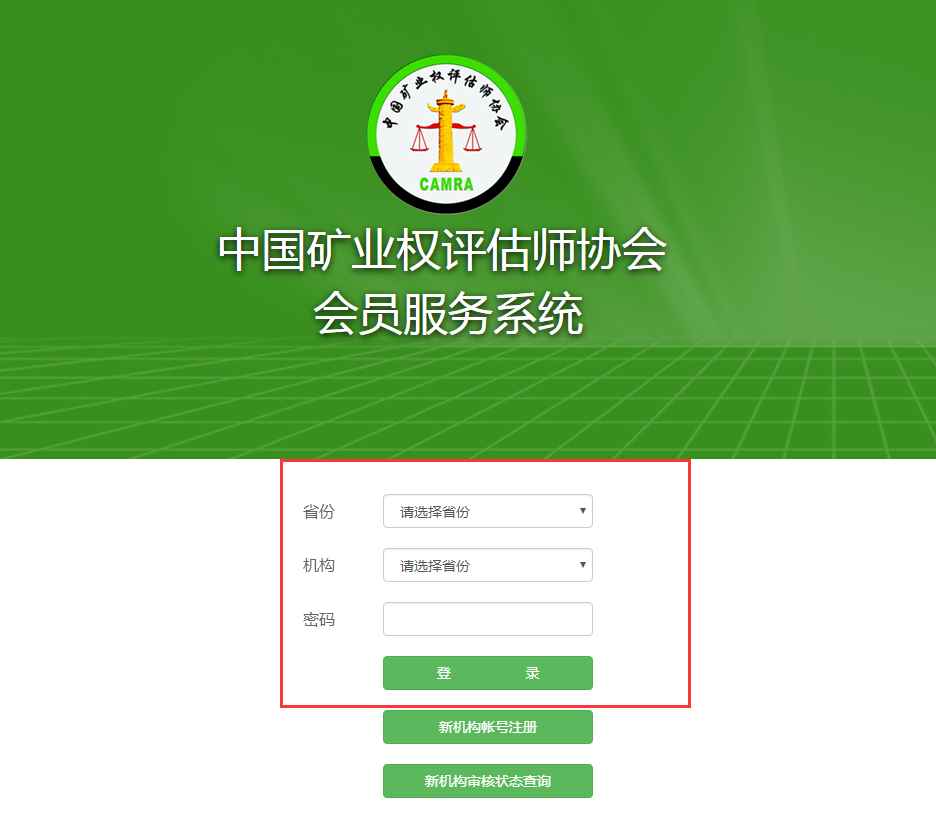 中国矿业权评估师协会
CAMRA
中国矿业权评估师协会
会员服务系统
省份 请选择省份
机构 请选择省份
密码
登 录
新机构帐号注册
新机构审核状态查询